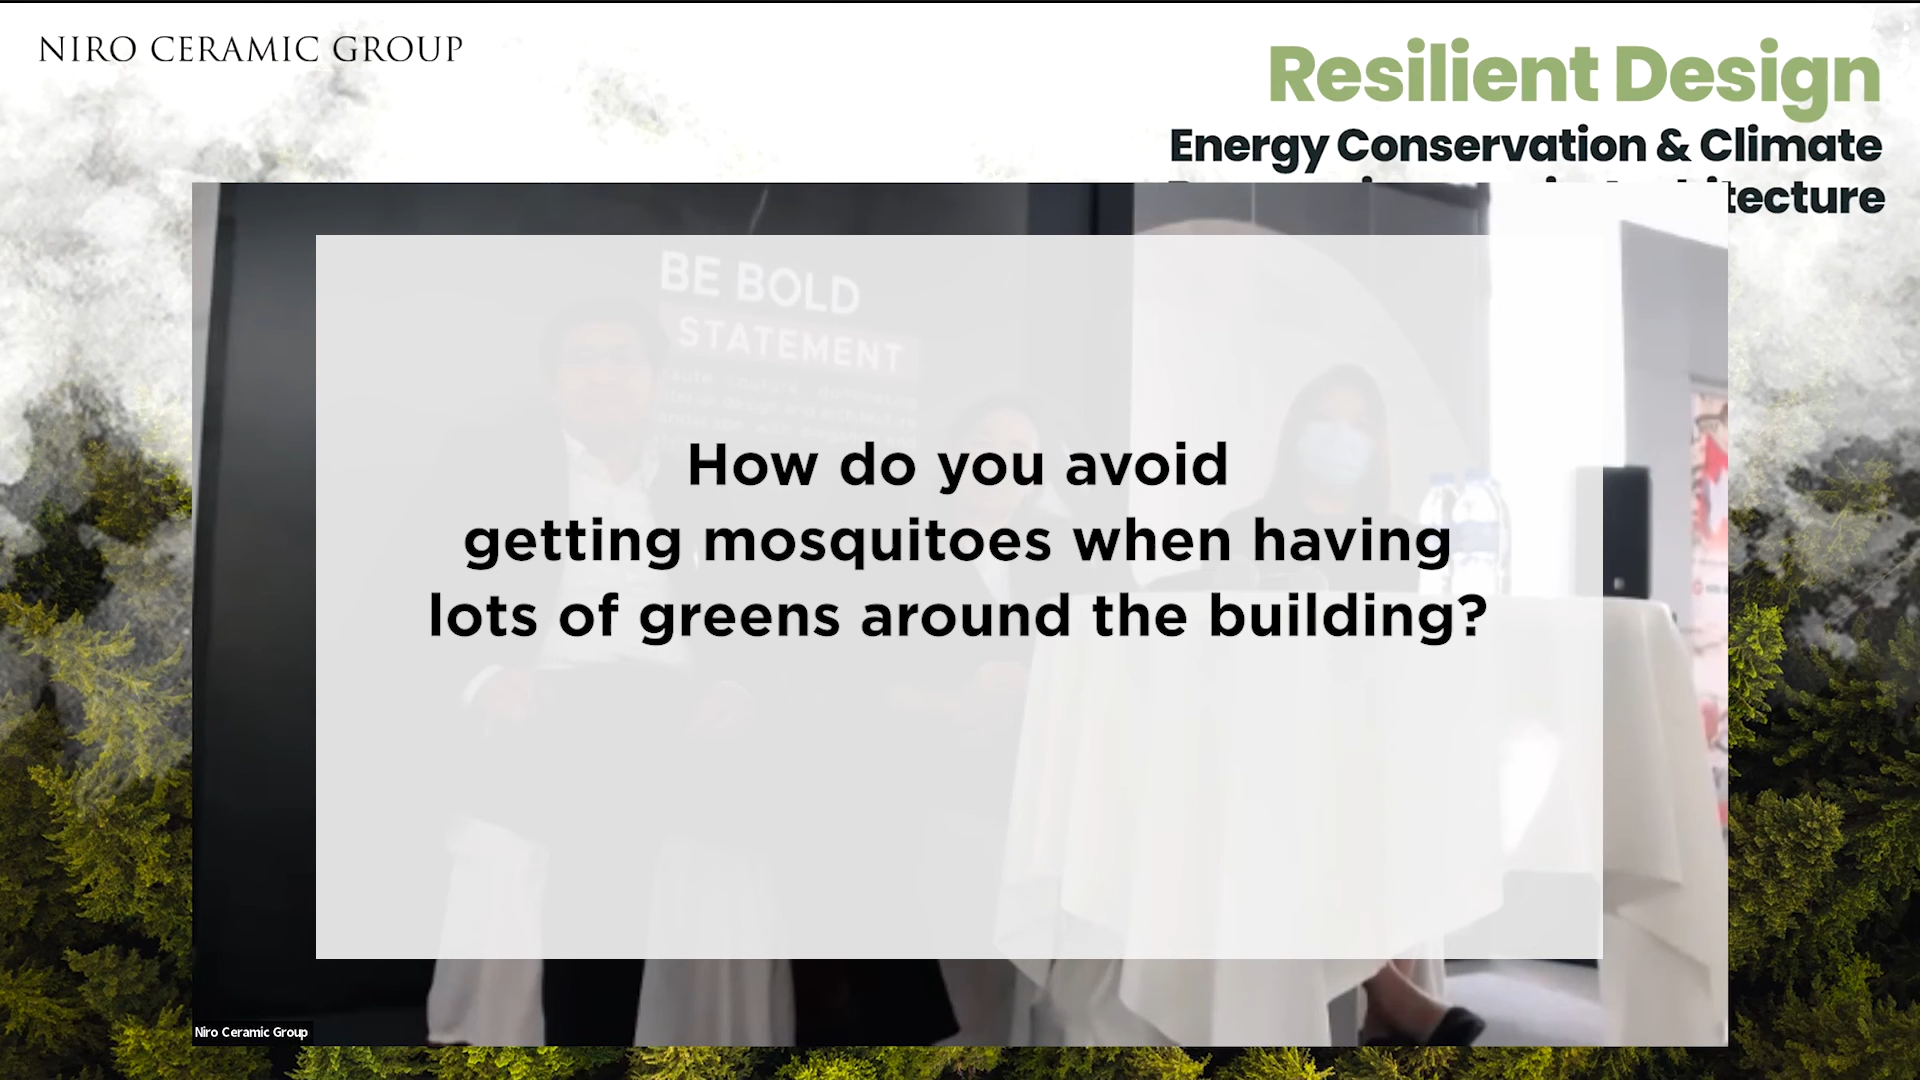 NIRO CERAMIC GROUP
Resilient Design
Energy Conservation & Climate
tecture
BE BOLD
STATEMENT
How do you avoid
getting mosquitoes when having
lots of greens around the building?
Niro Ceramic Group